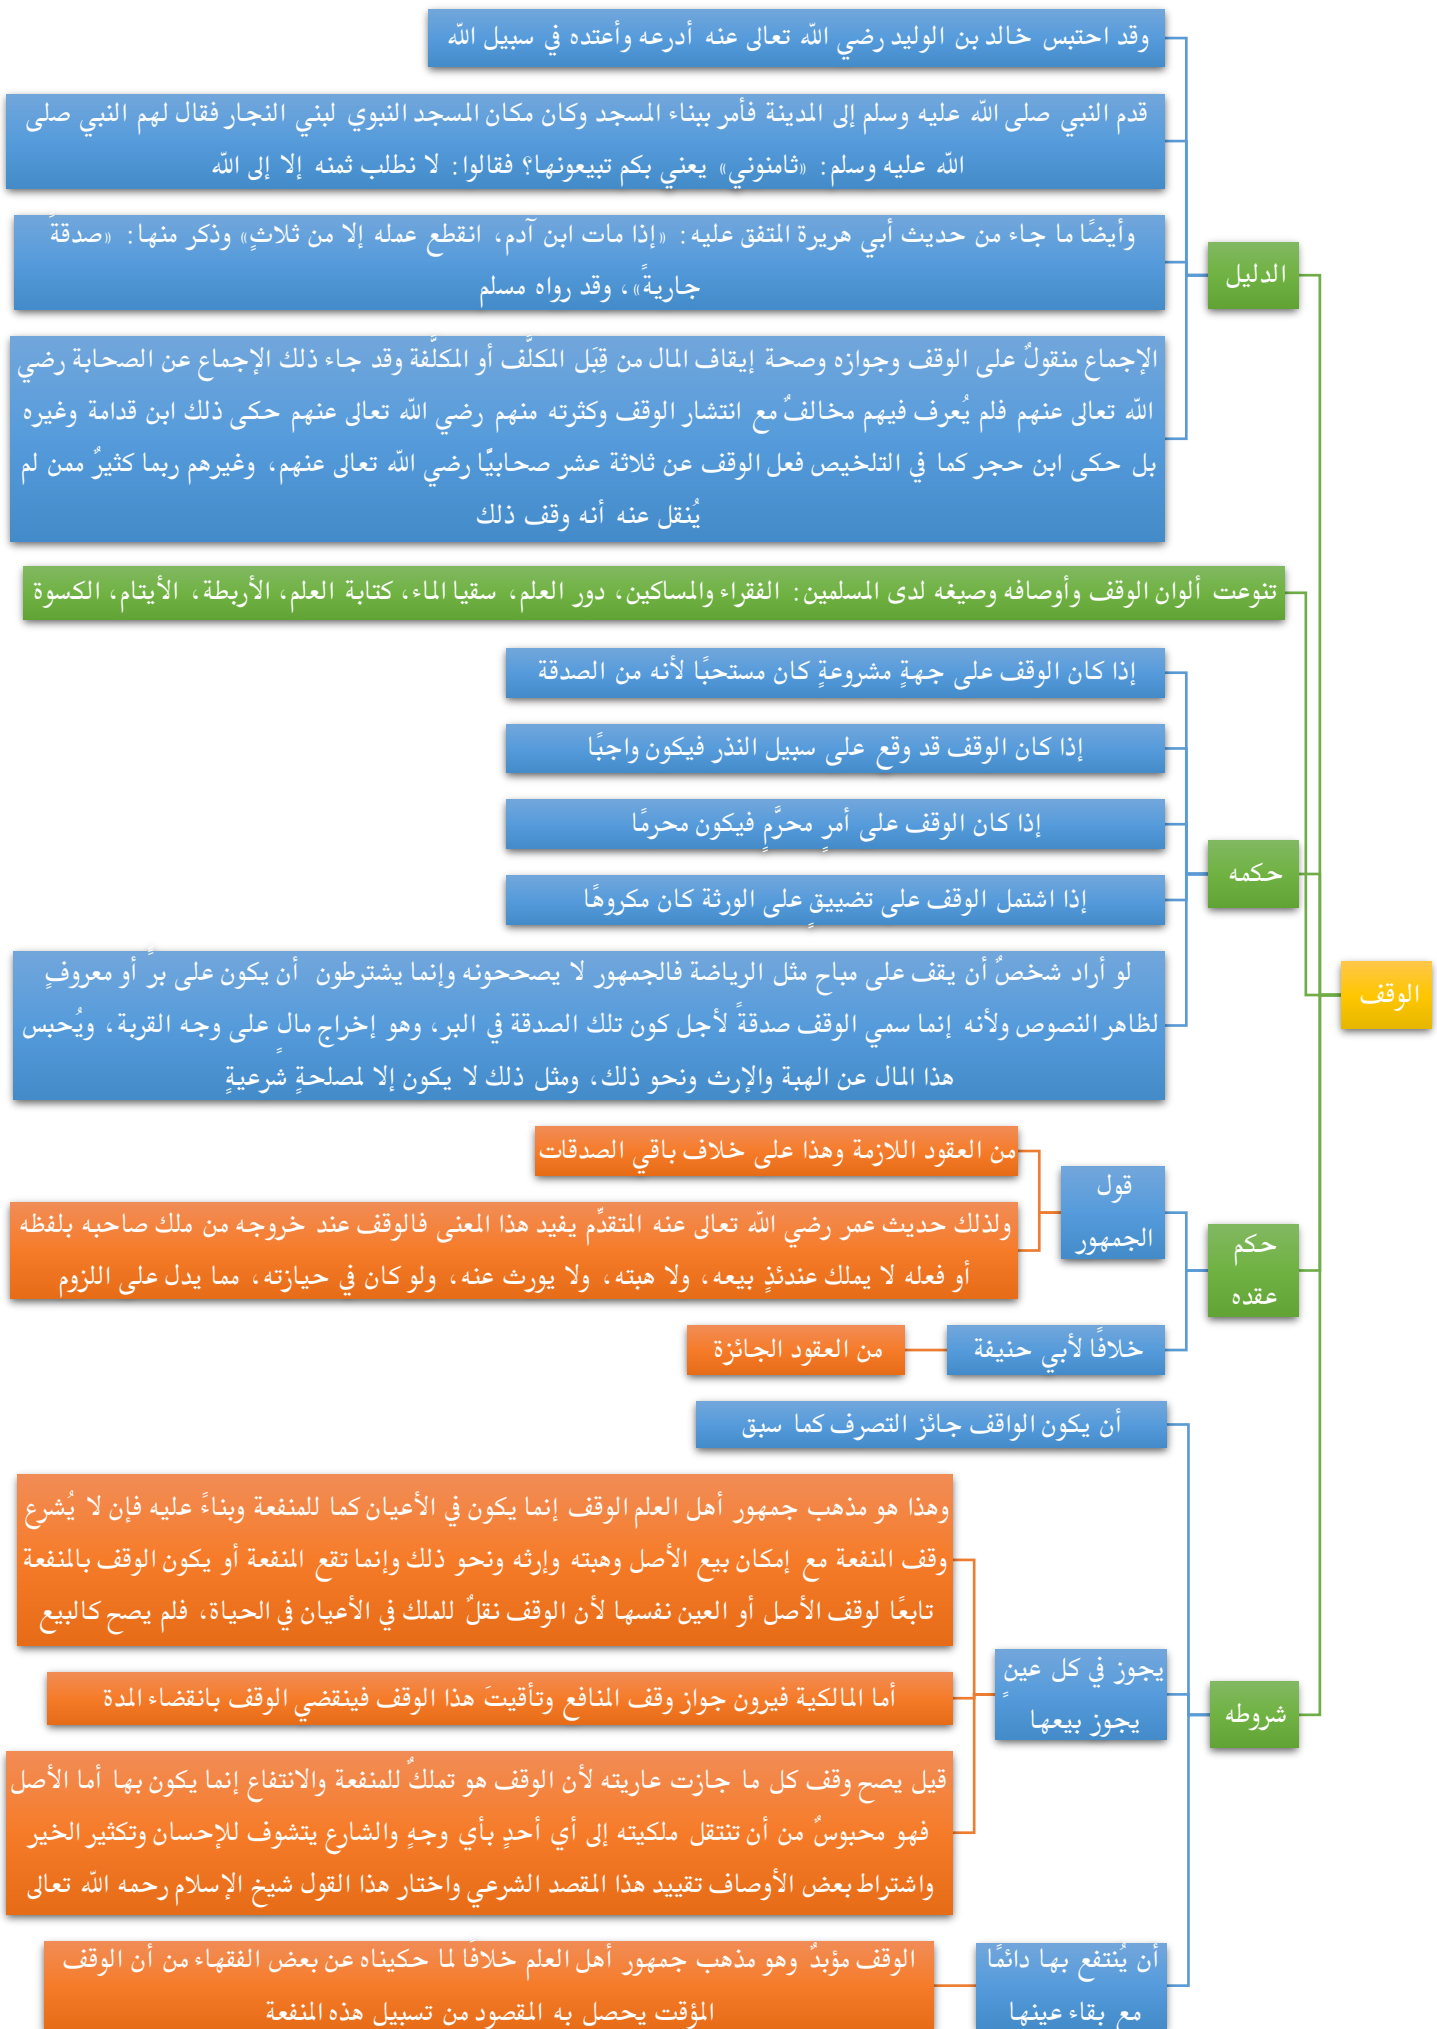 الوقف
الدليل
وقد احتبس خالد بن الوليد رضي الله تعالى عنه أدرعه وأعتده في سبيل الله
قدم النبي صلى الله عليه وسلم إلى المدينة فأمر ببناء المسجد وكان مكان المسجد النبوي لبني النجار فقال لهم النبي صلى
الله عليه وسلم: «ثامنوني» يعني بكم تبيعونها؟ فقالوا: لا نطلب ثمنه إلا إلى الله
وأيضًا ما جاء من حديث أبي هريرة المتفق عليه: «إذا مات ابن آدم، انقطع عمله إلا من ثلاثٍ» وذكر منها: «صدقةً
جاريةً»، وقد رواه مسلم
الإجماع منقولٌ على الوقف وجوازه وصحة إيقاف المال من قِبَل المكلَّف أو المكلَّفة وقد جاء ذلك الإجماع عن الصحابة رضي
الله تعالى عنهم فلم يُعرف فيهم مخالفٌ مع انتشار الوقف وكثرته منهم رضي الله تعالى عنهم حكى ذلك ابن قدامة وغيره
بل حكى ابن حجر كما في التلخيص فعل الوقف عن ثلاثة عشر صحابيًّا رضي الله تعالى عنهم، وغيرهم ربما كثيرٌ ممن لم
يُنقل عنه أنه وقف ذلك
تنوعت ألوان الوقف وأوصافه وصيغه لدى المسلمين: الفقراء والمساكين، دور العلم، سقيا الماء، كتابة العلم، الأربطة، الأيتام، الكسوة
حكمه
إذا كان الوقف على جهةٍ مشروعةٍ كان مستحبًا لأنه من الصدقة
إذا كان الوقف قد وقع على سبيل النذر فيكون واجبًا
إذا كان الوقف على أمرٍ محرَّمٍ فيكون محرمًا
إذا اشتمل الوقف على تضييقٍ على الورثة كان مكروهًا
لو أراد شخصٌ أن يقف على مباح مثل الرياضة فالجمهور لا يصححونه وإنما يشترطون أن يكون على برٍ أو معروفٍ
لظاهر النصوص ولأنه إنما سمي الوقف صدقةً لأجل كون تلك الصدقة في البر، وهو إخراج مالٍ على وجه القربة، ويُحبس
هذا المال عن الهبة والإرث ونحو ذلك، ومثل ذلك لا يكون إلا لمصلحةٍ شرعيةٍ
حكم
عقده
قول
الجمهور
من العقود اللازمة وهذا على خلاف باقي الصدقات
ولذلك حديث عمر رضي الله تعالى عنه المتقدِّم يفيد هذا المعنى فالوقف عند خروجه من ملك صاحبه بلفظه
أو فعله لا يملك عندئذٍ بيعه، ولا هبته، ولا يورث عنه، ولو كان في حيازته، مما يدل على اللزوم
خلافًا لأبي حنيفة
من العقود الجائزة
شروطه
أن يكون الواقف جائز التصرف كما سبق
يجوز في كل عينٍ
يجوز بيعها
وهذا هو مذهب جمهور أهل العلم الوقف إنما يكون في الأعيان كما للمنفعة وبناءً عليه فإن لا يُشرع
وقف المنفعة مع إمكان بيع الأصل وهبته وإرثه ونحو ذلك وإنما تقع المنفعة أو يكون الوقف بالمنفعة
تابعًا لوقف الأصل أو العين نفسها لأن الوقف نقلٌ للملك في الأعيان في الحياة، فلم يصح كالبيع
أما المالكية فيرون جواز وقف المنافع وتأقيتَ هذا الوقف فينقضي الوقف بانقضاء المدة
قيل يصح وقف كل ما جازت عاريته لأن الوقف هو تملكٌ للمنفعة والانتفاع إنما يكون بها أما الأصل
فهو محبوسٌ من أن تنتقل ملكيته إلى أي أحدٍ بأي وجهٍ والشارع يتشوف للإحسان وتكثير الخير
واشتراط بعض الأوصاف تقييد هذا المقصد الشرعي واختار هذا القول شيخ الإسلام رحمه الله تعالى
أن يُنتفع بها دائمًا
مع بقاء عينها
الوقف مؤبدٌ وهو مذهب جمهور أهل العلم خلافًا لما حكيناه عن بعض الفقهاء من أن الوقف
المؤقت يحصل به المقصود من تسبيل هذه المنفعة